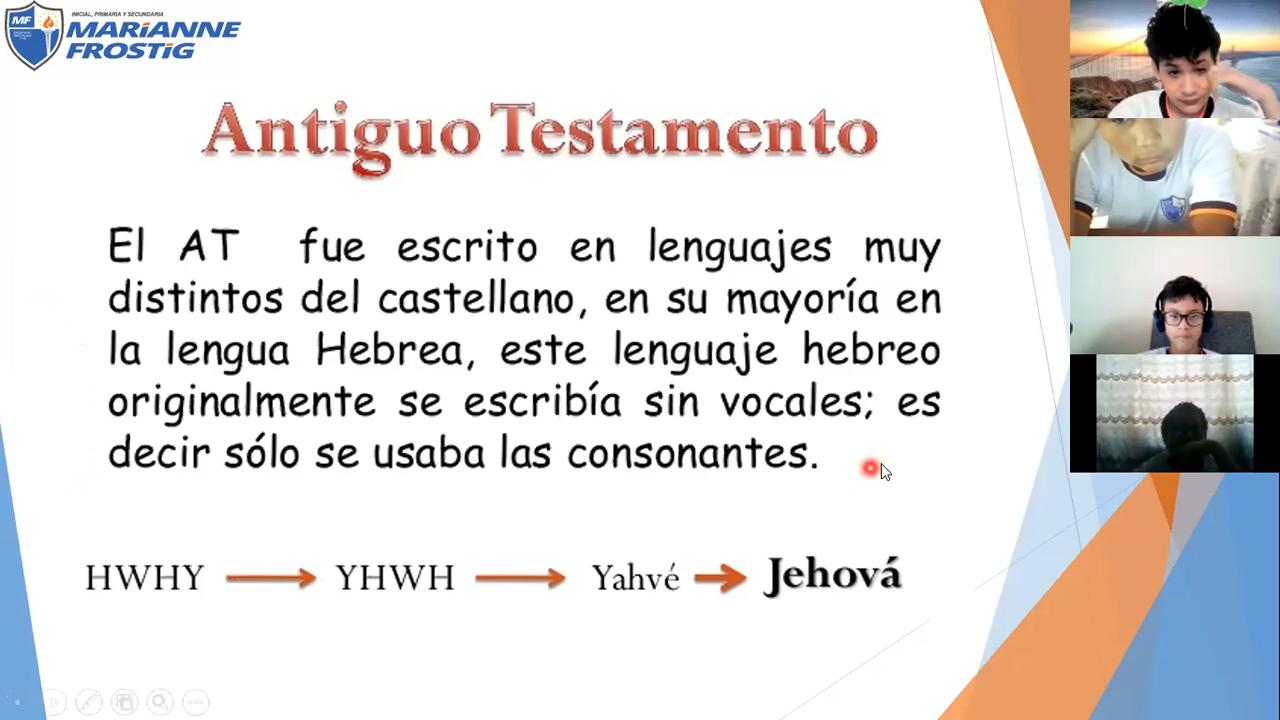 INICIAL, PRIMARIA Y SECUNDARIA
MF
MARiANNE
FROSTiG
Antiguo Testamento
El AT fue escrito en lenguajes muy
distintos del castellano, en su mayoría en
la lengua Hebrea, este lenguaje hebreo
originalmente se escribía sin vocales; es
decir sólo se usaba las consonantes.
HWHY YHWH Yahvé Jehová